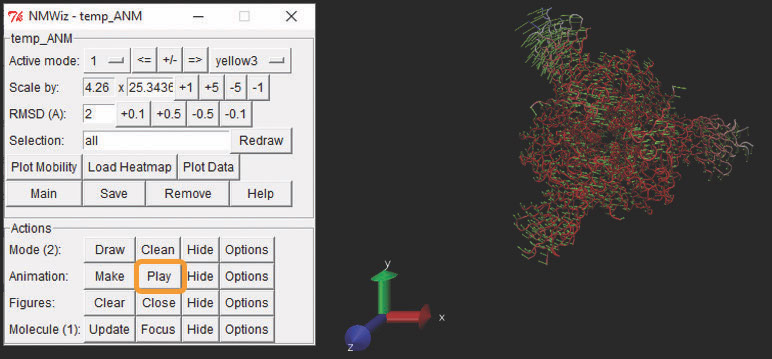 NMWiz - temp_ANM
temp_ANM
Active mode: 1 <= +/- => yellow3
Scale by: 4.26 x 25.3436 +1 +5 -5 -1
RMSD (A): 2 +0.1 +0.5 -0.5 -0.1
Selection: all Redraw
Plot Mobility Load Heatmap Plot Data
Main Save Remove Help
Actions
Mode (2): Draw Clean Hide Options
Animation: Make Play Hide Options
Figures: Clear Close Hide Options
Molecule (1): Update Focus Hide Options
y
x
z